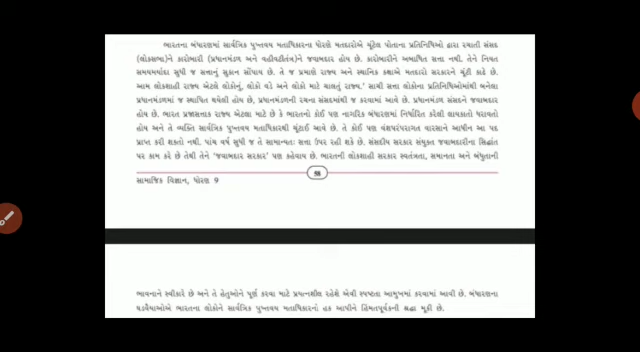 ભારતના બંધારણમાં સાર્વત્રિક પુખ્તવય મતાધિકારના ધોરણે મતદારોએ ચૂંટેલ પોતાના પ્રતિનિધિઓ દ્વારા રચાતી સંસદ
(લોકસભા)ને કારોબારી (પ્રધાનમંડળ અને વહીવટીતંત્ર)ને જવાબદાર હોય છે. કારોબારીને અબાધિત સત્તા નથી. તેને નિયત
સમયમર્યાદા સુધી જ સત્તાનું સુકાન સોંપાય છે. તે જ પ્રમાણે રાજ્ય અને સ્થાનિક કક્ષાએ મતદારો સરકારને ચૂંટી કાઢે છે.
આમ લોકશાહી રાજ્ય એટલે લોકોનું, લોકો વડે અને લોકો માટે ચાલતું રાજ્ય.' સાચી સત્તા લોકોના પ્રતિનિધિઓમાંથી બનેલા
પ્રધાનમંડળમાં જ સ્થાપિત થયેલી હોય છે, પ્રધાનમંડળની રચના સંસદમાંથી જ કરવામાં આવે છે. પ્રધાનમંડળ સંસદને જવાબદાર
હોય છે. ભારત પ્રજાસત્તાક રાજ્ય એટલા માટે છે કે ભારતનો કોઈ પણ નાગરિક બંધારણમાં નિર્ધારિત કરેલી લાયકાતો ધરાવતો
હોય અને તે વ્યક્તિ સાર્વત્રિક પુખ્તવય મતાધિકારથી ચૂંટાઈ આવે છે. તે કોઈ પણ વંશપરંપરાગત વારસાને આધીન આ પદ
પ્રાપ્ત કરી શકતો નથી. પાંચ વર્ષ સુધી જ તે સામાન્યતઃ સત્તા ઉપર રહી શકે છે. સંસદીય સરકાર સંયુક્ત જવાબદારીના સિદ્ધાંત
પર કામ કરે છે તેથી તેને 'જવાબદાર સરકાર' પણ કહેવાય છે. ભારતની લોકશાહી સરકાર સ્વતંત્રતા, સમાનતા અને બંધુતાની
સામાજિક વિજ્ઞાન, ધોરણ 9
ભાવનાને સ્વીકારે છે અને તે હેતુઓને પૂર્ણ કરવા માટે પ્રયત્નશીલ રહેશે એવી સ્પષ્ટતા આમુખમાં કરવામાં આવી છે. બંધારણના
ઘડવૈયાઓએ ભારતના લોકોને સાર્વત્રિક પુખ્તવય મતાધિકારનો હક આપીને હિંમતપૂર્વકની શ્રદ્ધા મૂકી છે.